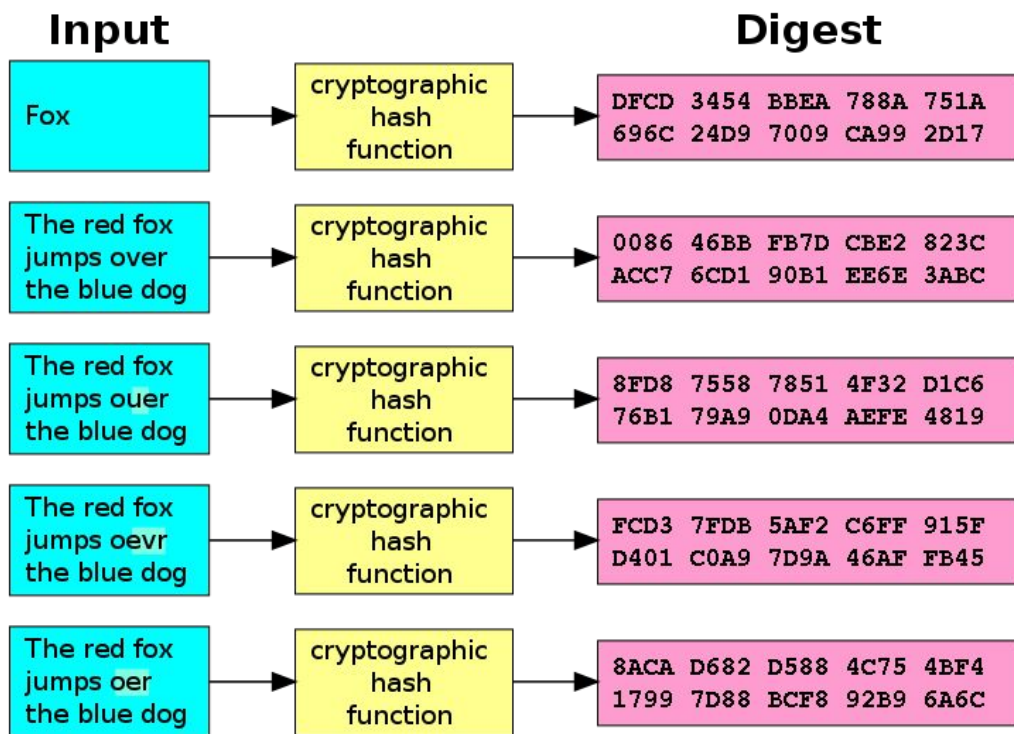 Input
Digest
Fox
cryptographic
hash
function
DFCD 3454 BBEA 788A 751A
696C 24D9 7009 CA99 2D17
The red fox
jumps over
the blue dog
cryptographic
hash
function
0086 46BB FB7D CBE2 823C
ACC7 6CD1 90B1 EE6E 3ABC
The red fox
jumps ouer
the blue dog
cryptographic
hash
function
8FD8 7558 7851 4F32 D1C6
76B1 79A9 0DA4 AEFE 4819
The red fox
jumps oevr
the blue dog
cryptographic
hash
function
FCD3 7FDB 5AF2 C6FF 915F
D401 C0A9 7D9A 46AF FB45
The red fox
jumps oer
the blue dog
cryptographic
hash
function
8ACA D682 D588 4C75 4BF4
1799 7D88 BCF8 92B9 6A6C